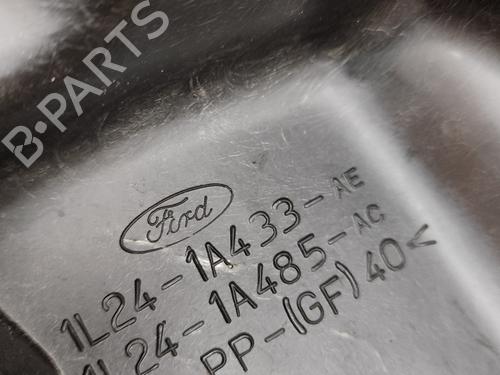 B-PARTS
Ford
1L24-1A433-AE
1L24-1A485-AC
PP-(GF)40<